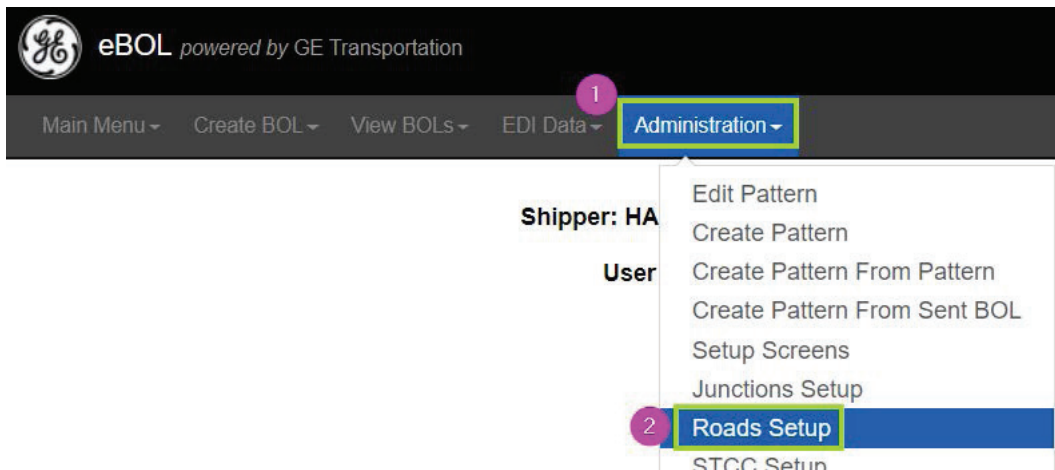 GE eBOL powered by GE Transportation
1
Main Menu Create BOL View BOLs EDI Data Administration
Edit Pattern
Shipper: HA
Create Pattern
User
Create Pattern From Pattern
Create Pattern From Sent BOL
Setup Screens
Junctions Setup
2 Roads Setup
STCC Setup